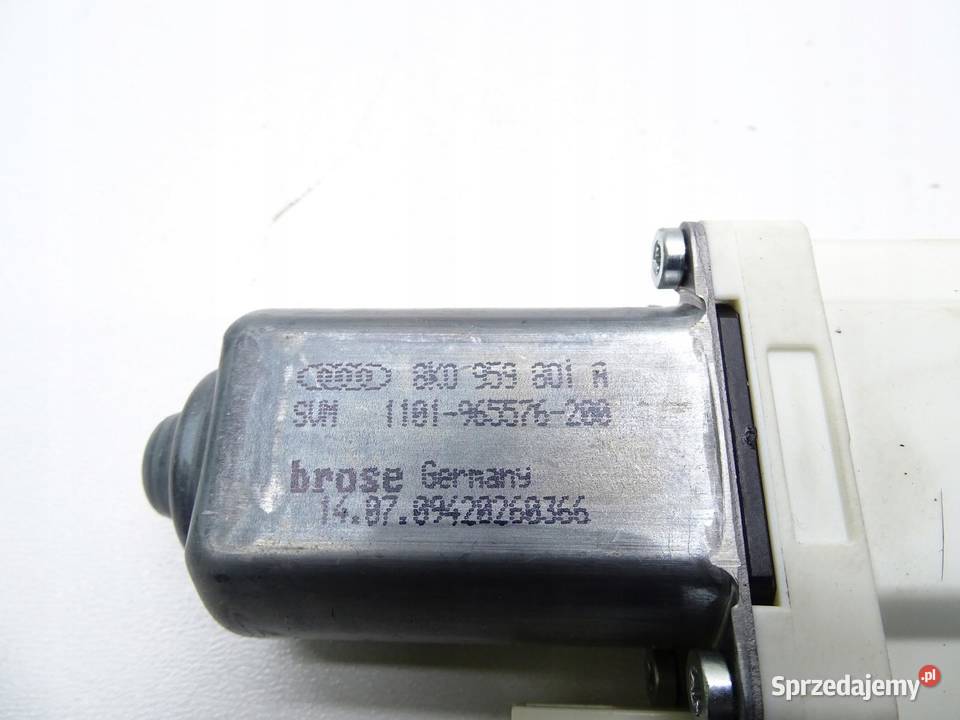 8K0 959 801 A
SVM 1101-965576-200
brose Germany
14.07.09420260366
Sprzedajemy.pl